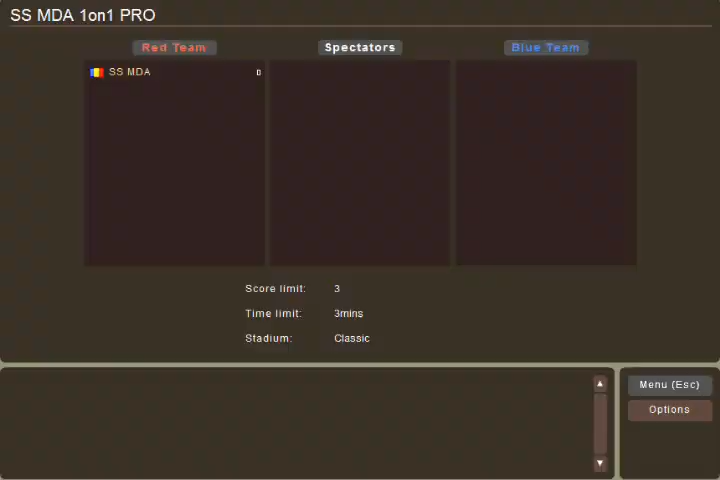 SS MDA 1on1 PRO
Red Team
Spectators
Blue Team
SS MDA
Score limit: 3
Time limit: 3mins
Stadium: Classic
Menu (Esc)
Options